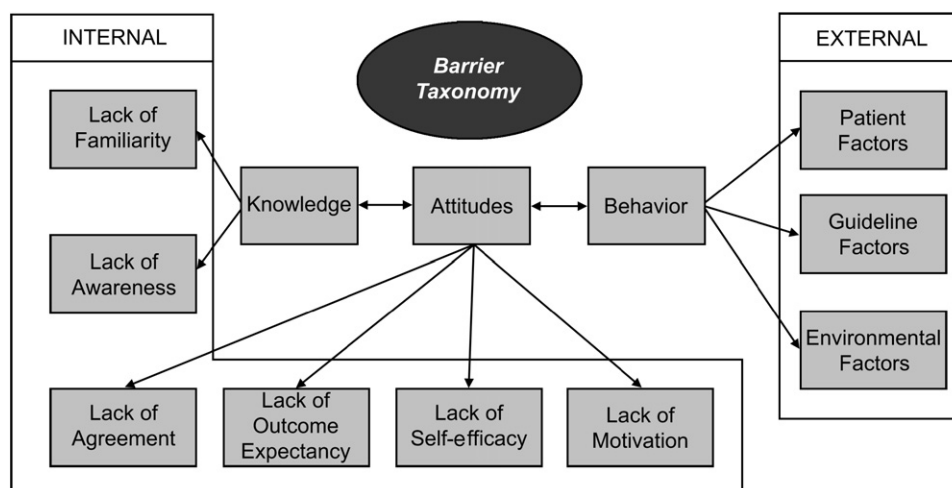 INTERNAL
Barrier
Taxonomy
EXTERNAL
Lack of
Familiarity
Patient
Factors
Knowledge
Attitudes
Behavior
Lack of
Awareness
Guideline
Factors
Environmental
Factors
Lack of
Agreement
Lack of
Outcome
Expectancy
Lack of
Self-efficacy
Lack of
Motivation